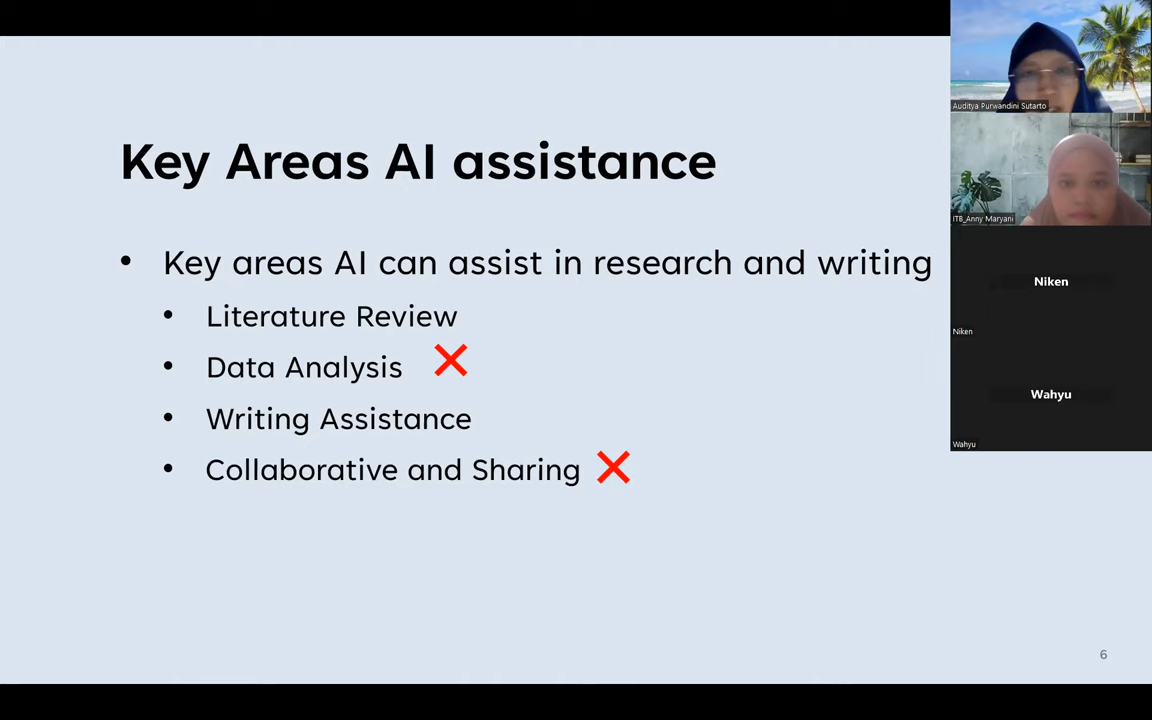 Key Areas AI assistance
• Key areas AI can assist in research and writing
• Literature Review
• Data Analysis
• Writing Assistance
• Collaborative and Sharing
6
Auditya Purwandini Sutarto
ITB_Anny Maryani
Niken
Niken
Wahyu
Wahyu